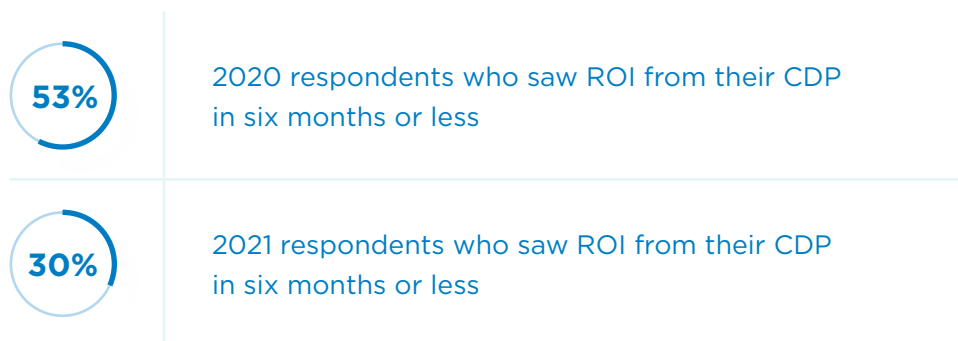 53%
2020 respondents who saw ROI from their CDP
in six months or less
30%
2021 respondents who saw ROI from their CDP
in six months or less